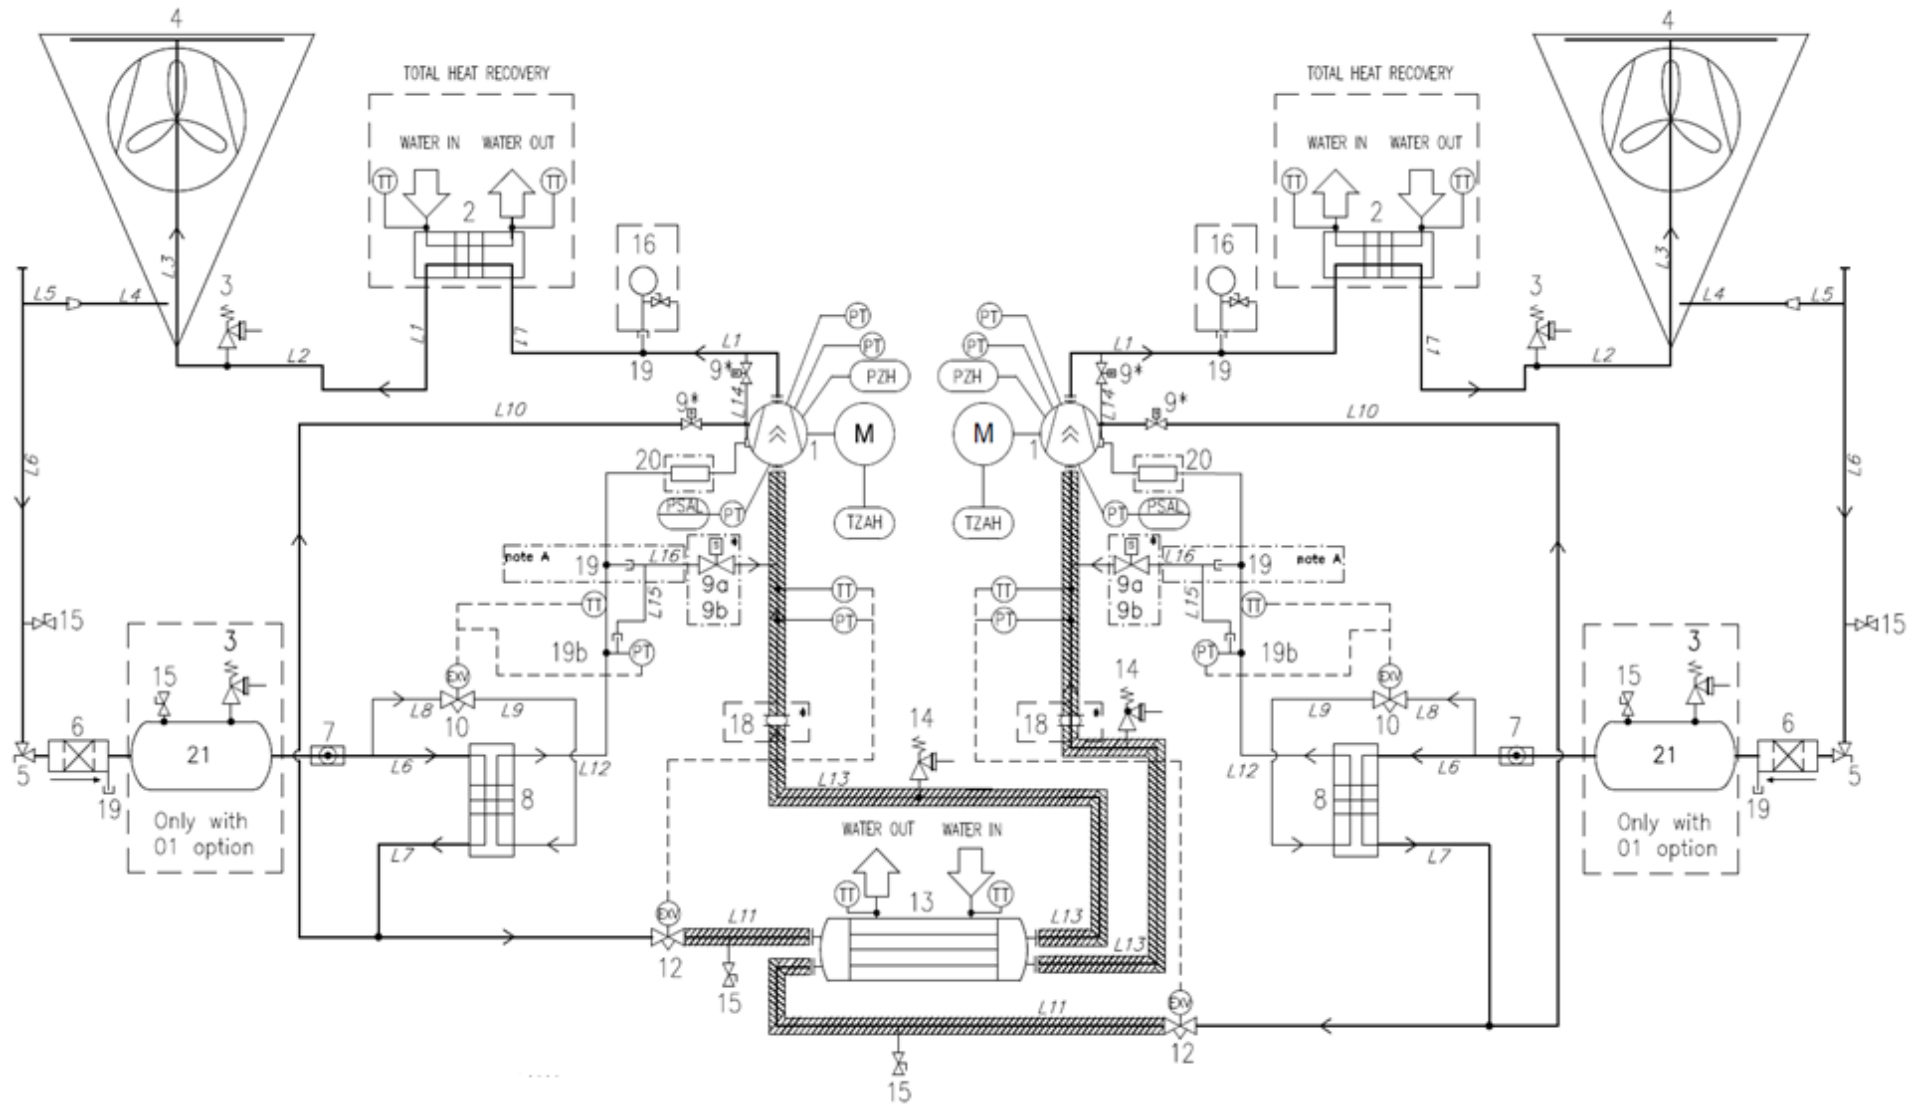 4 4
TOTAL HEAT RECOVERY TOTAL HEAT RECOVERY
WATER IN WATER OUT WATER IN WATER OUT
TT TT TT TT
2 2
16 16
L3 L3
3 3
L5 L4 L4 L5
PT PT
L1 L7 L1 PT PT L1 L7
L2 19 PZH PZH 19 L2
9* 9*
L14 L14
L10 9* 9* L10
M M
1 1
20 20
L6 L6
PSAL PT TZAH TZAH PT PSAL
S S
note A 19 L16 L16 19 note A
9a 9a
TT L15 TT TT L15 TT
9b 9b
15 PT PT 15
3 19b PT PT 19b 3
15 EXV 14 EXV 15
L8 L9 L9 L8
6 7 10 18 14 18 10 7 6
21 21
5 L6 L12 L12 L6 5
19 8 L13 8 19
Only with Only with
01 option 01 option
WATER OUT WATER IN
L7 L7
TT 13 TT
EXV L11 L13
L13
12
15 L11 EXV
12
15
....